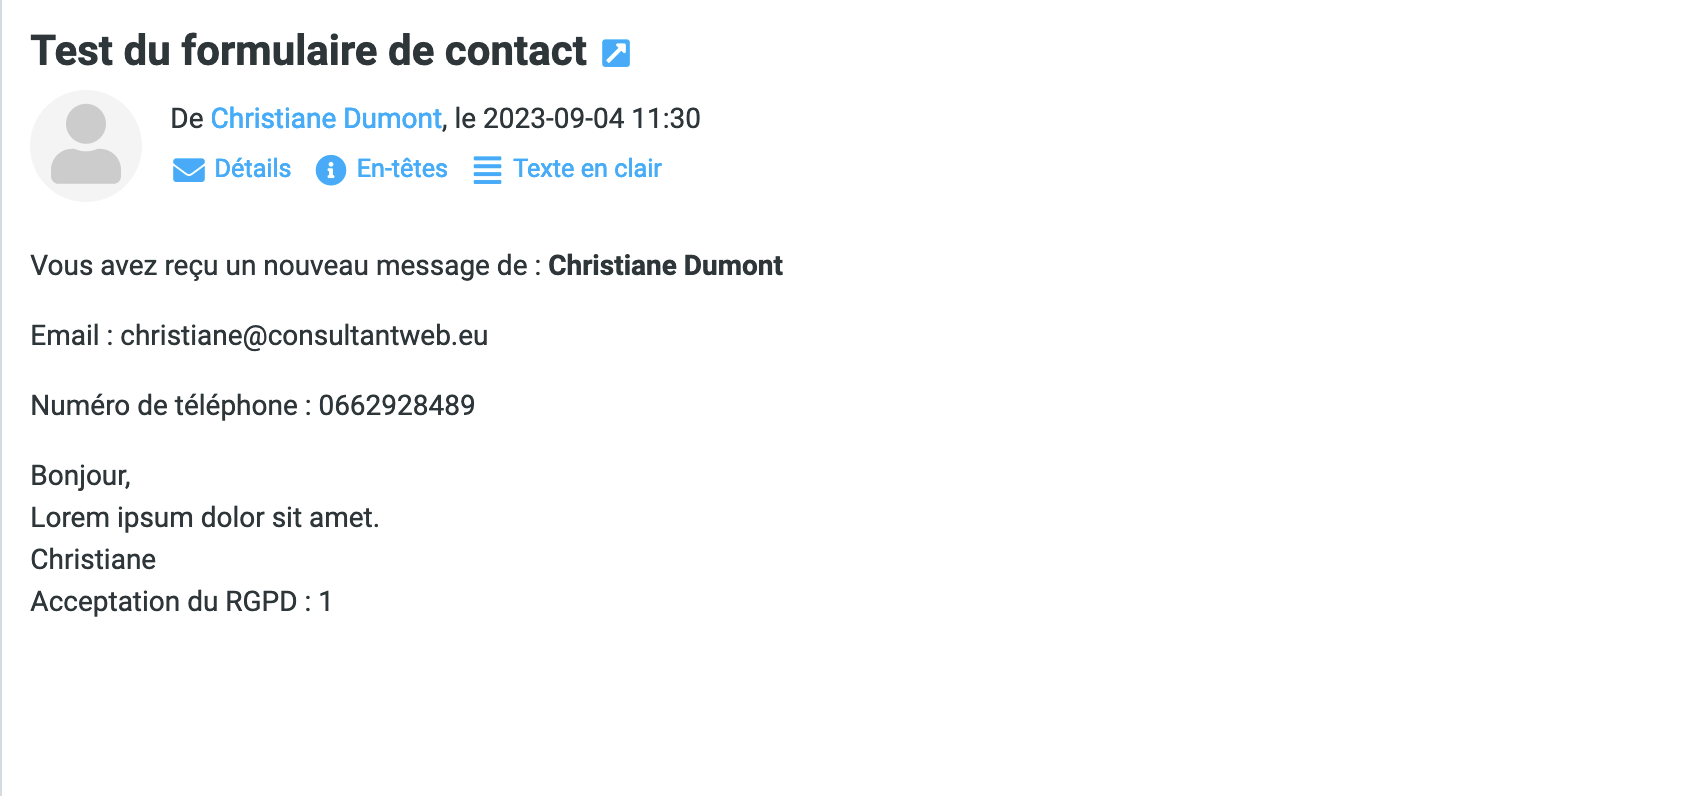 Test du formulaire de contact
De Christiane Dumont, le 2023-09-04 11:30
Détails En-têtes Texte en clair
Vous avez reçu un nouveau message de : Christiane Dumont
Email : christiane@consultantweb.eu
Numéro de téléphone : 0662928489
Bonjour,
Lorem ipsum dolor sit amet.
Christiane
Acceptation du RGPD : 1